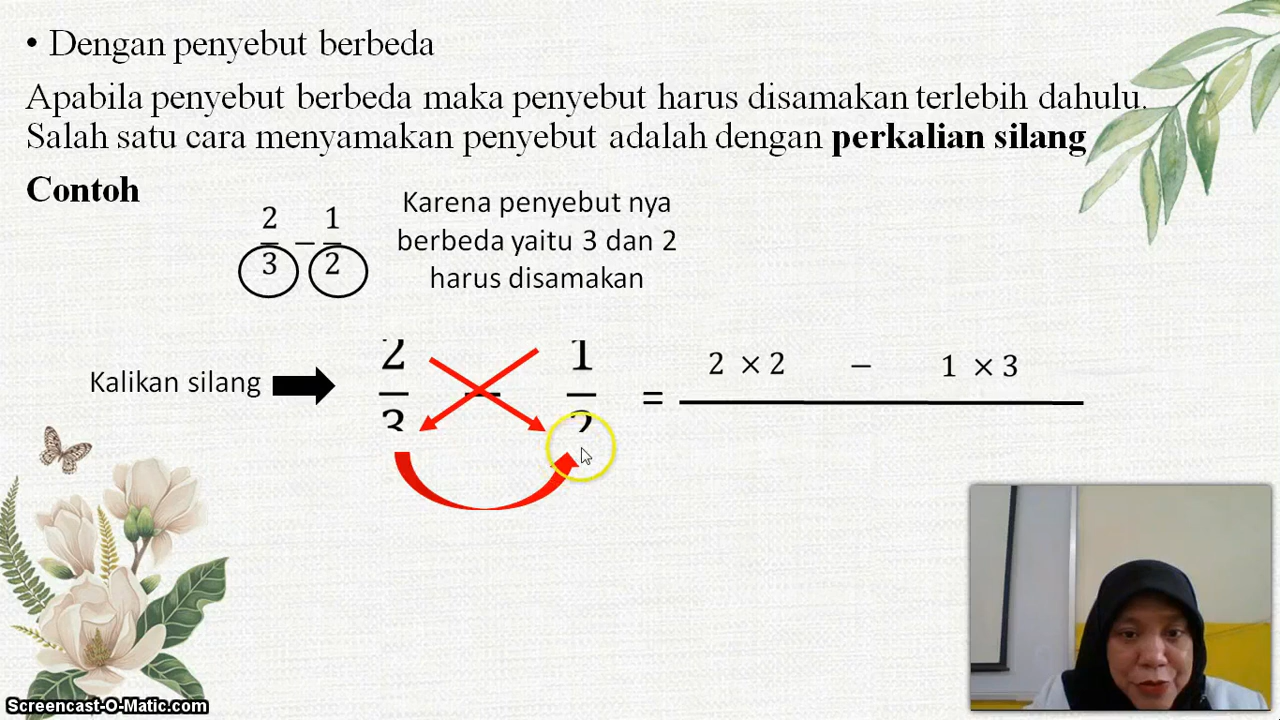 • Dengan penyebut berbeda
Apabila penyebut berbeda maka penyebut harus disamakan terlebih dahulu.
Salah satu cara menyamakan penyebut adalah dengan perkalian silang
Contoh
2/3 − 1/2
Karena penyebut nya
berbeda yaitu 3 dan 2
harus disamakan
Kalikan silang
2/3 − 1/2 = 2 × 2 − 1 × 3
Screencast-O-Matic.com